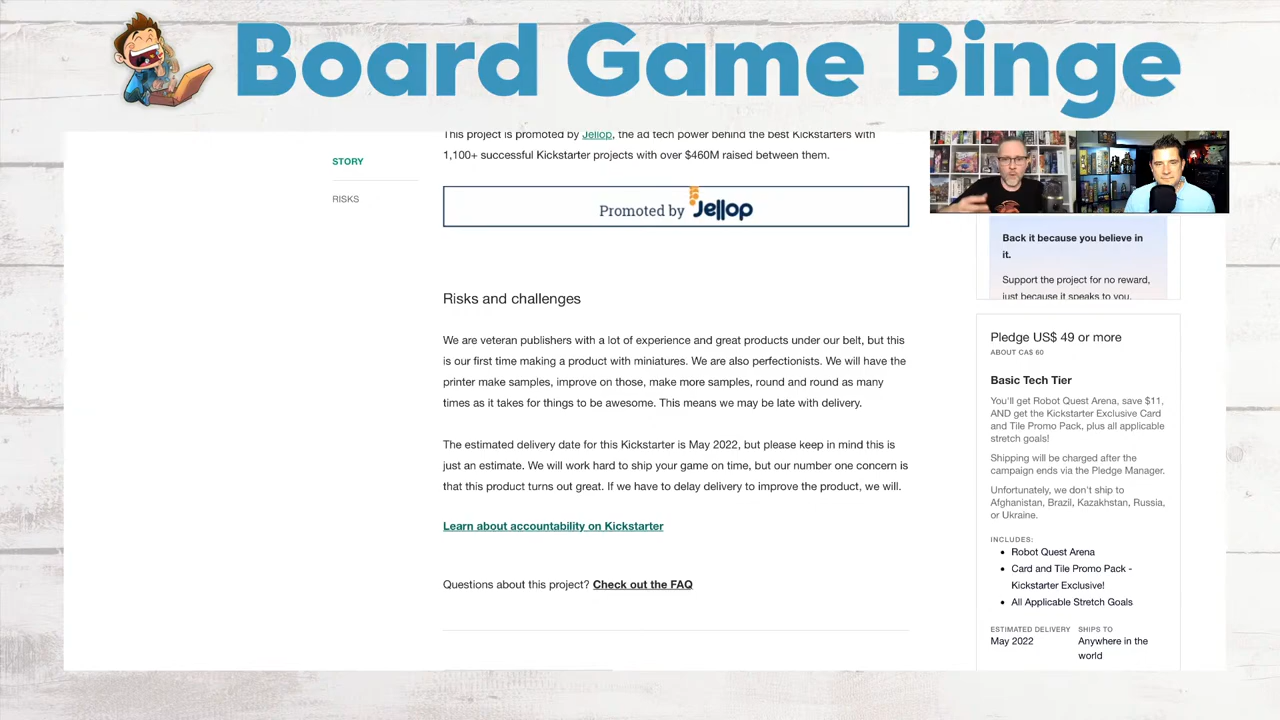 Board Game Binge
This project is promoted by Jellop, the ad tech power behind the best Kickstarters with
1,100+ successful Kickstarter projects with over $460M raised between them.
STORY
RISKS
Promoted by Jellop
Risks and challenges
We are veteran publishers with a lot of experience and great products under our belt, but this
is our first time making a product with miniatures. We are also perfectionists. We will have the
printer make samples, improve on those, make more samples, round and round as many
times as it takes for things to be awesome. This means we may be late with delivery.
The estimated delivery date for this Kickstarter is May 2022, but please keep in mind this is
just an estimate. We will work hard to ship your game on time, but our number one concern is
that this product turns out great. If we have to delay delivery to improve the product, we will.
Learn about accountability on Kickstarter
Questions about this project? Check out the FAQ
Back it because you believe in
it.
Support the project for no reward,
just because it speaks to you.
Pledge US$ 49 or more
ABOUT CA$ 60
Basic Tech Tier
You'll get Robot Quest Arena, save $11,
AND get the Kickstarter Exclusive Card
and Tile Promo Pack, plus all applicable
stretch goals!
Shipping will be charged after the
campaign ends via the Pledge Manager.
Unfortunately, we don't ship to
Afghanistan, Brazil, Kazakhstan, Russia,
or Ukraine.
INCLUDES:
• Robot Quest Arena
• Card and Tile Promo Pack -
Kickstarter Exclusive!
• All Applicable Stretch Goals
ESTIMATED DELIVERY SHIPS TO
May 2022 Anywhere in the
world